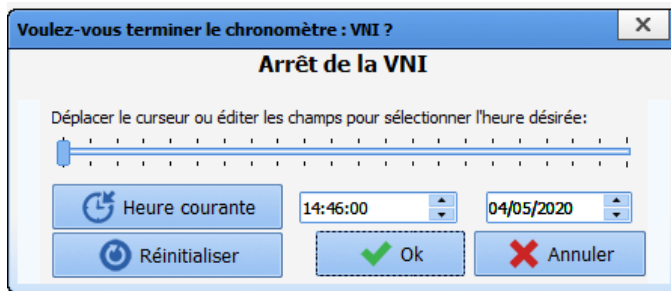 Voulez-vous terminer le chronomètre : VNI ?
Arrêt de la VNI
Déplacer le curseur ou éditer les champs pour sélectionner l'heure désirée:
Heure courante
14:46:00
04/05/2020
Réinitialiser
Ok
Annuler